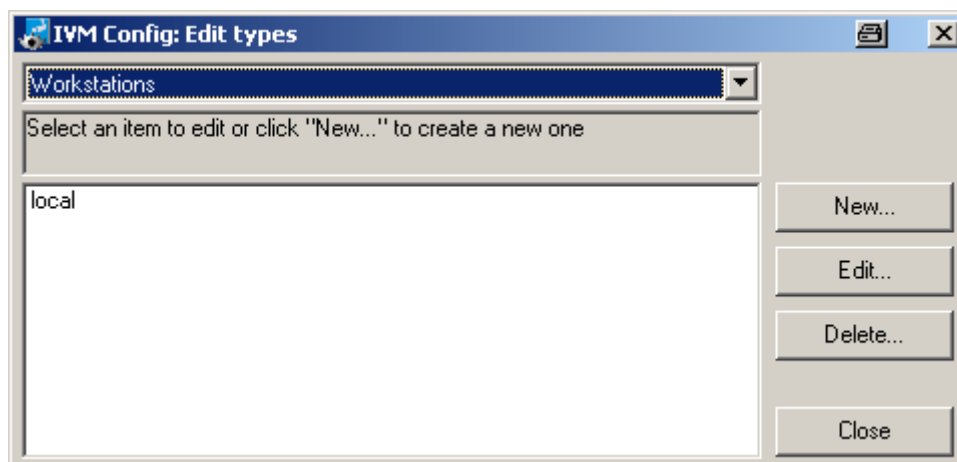 IVM Config: Edit types
Workstations
Select an item to edit or click "New..." to create a new one
local
New...
Edit...
Delete...
Close